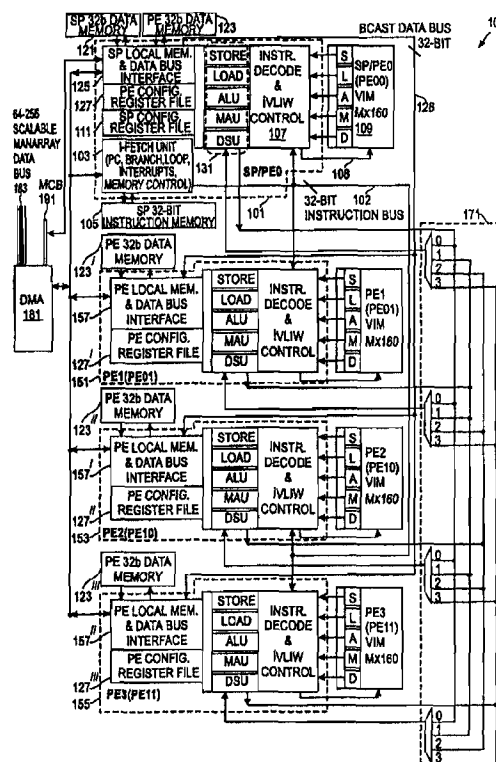 SP 32b DATA MEMORY
PE 32b DATA MEMORY
123
BCAST DATA BUS
32-BIT
121
125
127
111
103
SP LOCAL MEM. & DATA BUS INTERFACE
PE CONFIG. REGISTER FILE
SP CONFIG. REGISTER FILE
I-FETCH UNIT (PC, BRANCH,LOOP, INTERRUPTS, MEMORY CONTROL)
STORE
LOAD
ALU
MAU
DSU
131
INSTR. DECODE & iVLIW CONTROL
107
S
L
A
M
D
SP/PE0 (PE00) VIM Mx160
109
126
SP/PE0
108
101
32-BIT INSTRUCTION BUS
102
105
SP 32-BIT INSTRUCTION MEMORY
64-256 SCALABLE MANARRAY DATA BUS
183
MCB
191
DMA
181
171
PE 32b DATA MEMORY
123 I
157
PE LOCAL MEM. & DATA BUS INTERFACE
127 I
PE CONFIG. REGISTER FILE
STORE
LOAD
ALU
MAU
DSU
INSTR. DECODE & iVLIW CONTROL
S
L
A
M
D
PE1 (PE01) VIM Mx160
151
PE1(PE01)
0
1
2
3
0
1
2
3
PE 32b DATA MEMORY
123 II
157 I
PE LOCAL MEM. & DATA BUS INTERFACE
127 II
PE CONFIG. REGISTER FILE
STORE
LOAD
ALU
MAU
DSU
INSTR. DECODE & iVLIW CONTROL
S
L
A
M
D
PE2 (PE10) VIM Mx160
153
PE2(PE10)
0
1
2
3
PE 32b DATA MEMORY
123 III
157 II
PE LOCAL MEM. & DATA BUS INTERFACE
127 III
PE CONFIG. REGISTER FILE
STORE
LOAD
ALU
MAU
DSU
INSTR. DECODE & iVLIW CONTROL
S
L
A
M
D
PE3 (PE11) VIM Mx160
155
PE3(PE11)
0
1
2
3